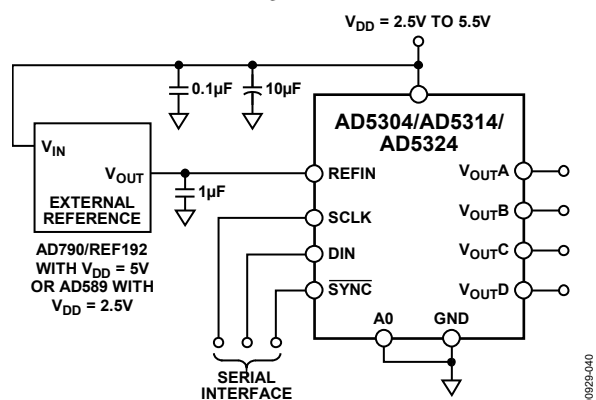 V_DD = 2.5V TO 5.5V
0.1µF
10µF
AD5304/AD5314/
AD5324
V_IN
V_OUT
EXTERNAL
REFERENCE
1µF
REFIN
SCLK
DIN
SYNC
V_OUTA
V_OUTB
V_OUTC
V_OUTD
AD790/REF192
WITH V_DD = 5V
OR AD589 WITH
V_DD = 2.5V
A0
GND
SERIAL
INTERFACE
00929-040